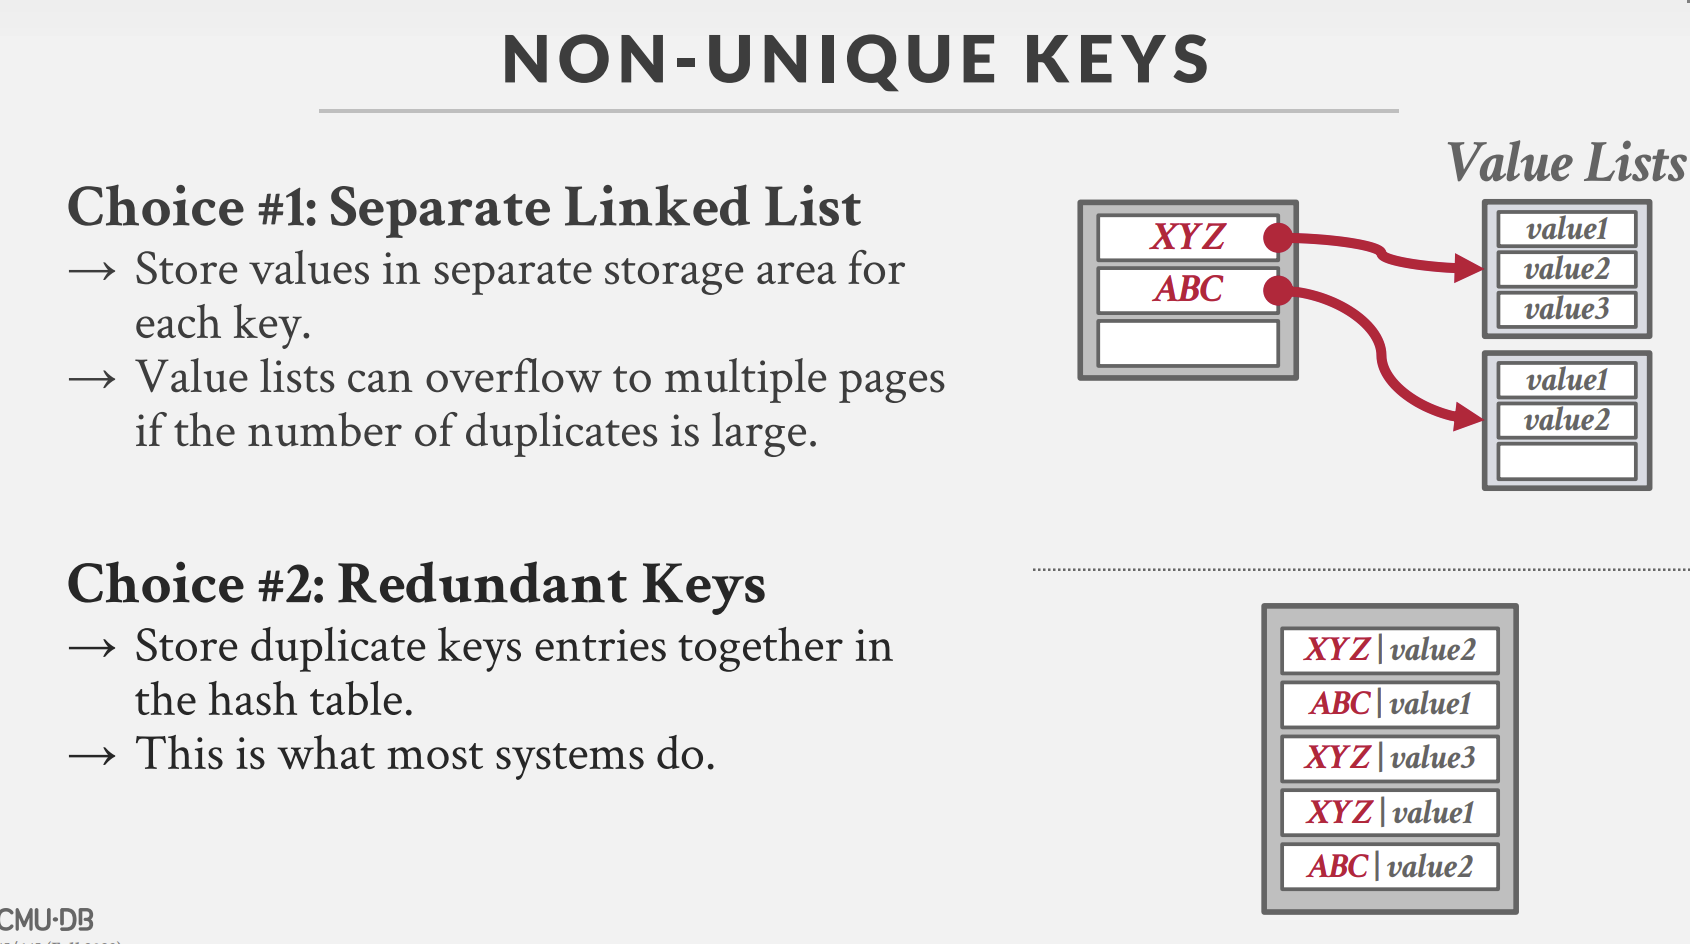 NON-UNIQUE KEYS
Choice #1: Separate Linked List
→ Store values in separate storage area for
each key.
→ Value lists can overflow to multiple pages
if the number of duplicates is large.
Value Lists
XYZ
ABC
value1
value2
value3
value1
value2
Choice #2: Redundant Keys
→ Store duplicate keys entries together in
the hash table.
→ This is what most systems do.
XYZ|value2
ABC|value1
XYZ|value3
XYZ|value1
ABC|value2
CMU·DB